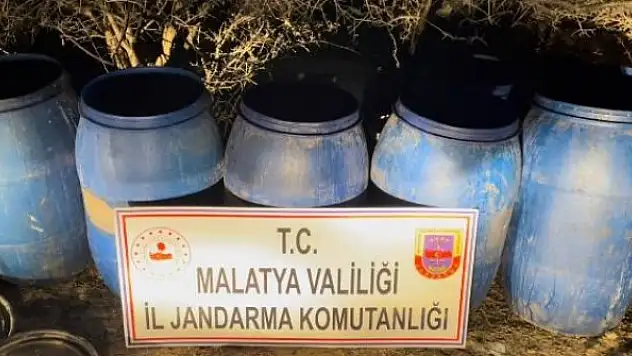 T.C.
MALATYA VALİLİĞİ
İL JANDARMA KOMUTANLIĞI